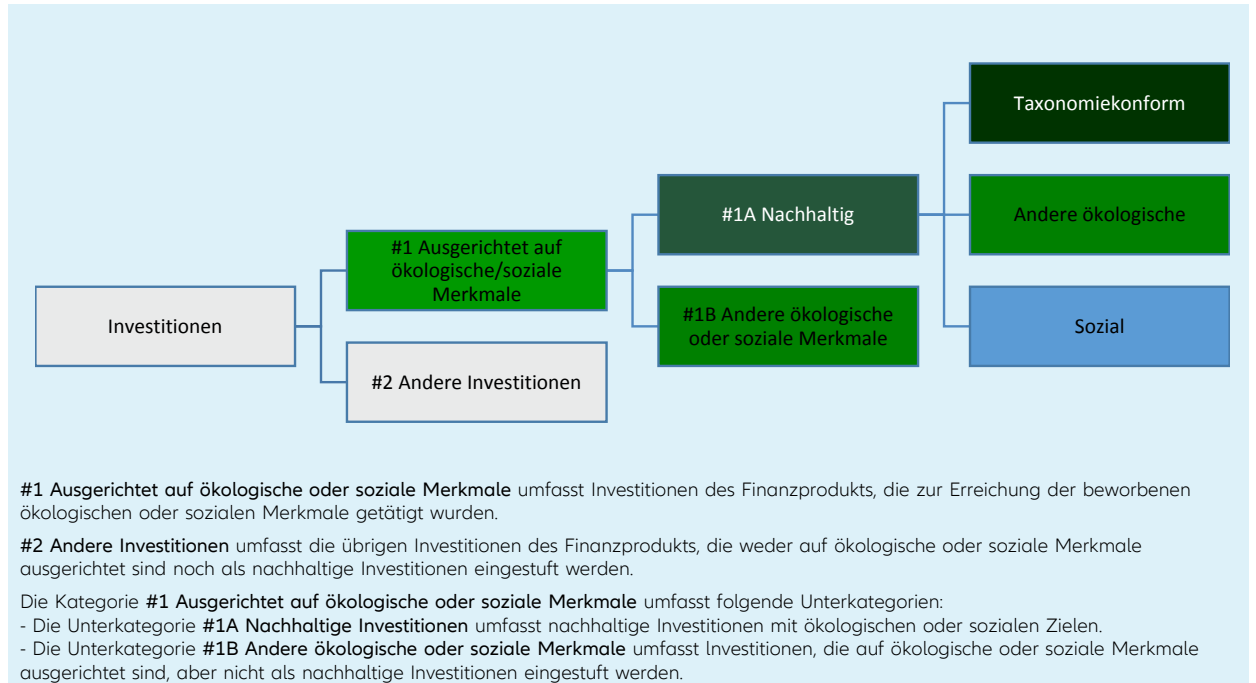 Taxonomiekonform
#1A Nachhaltig
Andere ökologische
#1 Ausgerichtet auf
ökologische/soziale
Merkmale
#1B Andere ökologische
oder soziale Merkmale
Sozial
Investitionen
#2 Andere Investitionen
#1 Ausgerichtet auf ökologische oder soziale Merkmale umfasst Investitionen des Finanzprodukts, die zur Erreichung der beworbenen
ökologischen oder sozialen Merkmale getätigt wurden.
#2 Andere Investitionen umfasst die übrigen Investitionen des Finanzprodukts, die weder auf ökologische oder soziale Merkmale
ausgerichtet sind noch als nachhaltige Investitionen eingestuft werden.
Die Kategorie #1 Ausgerichtet auf ökologische oder soziale Merkmale umfasst folgende Unterkategorien:
- Die Unterkategorie #1A Nachhaltige Investitionen umfasst nachhaltige Investitionen mit ökologischen oder sozialen Zielen.
- Die Unterkategorie #1B Andere ökologische oder soziale Merkmale umfasst Investitionen, die auf ökologische oder soziale Merkmale
ausgerichtet sind, aber nicht als nachhaltige Investitionen eingestuft werden.